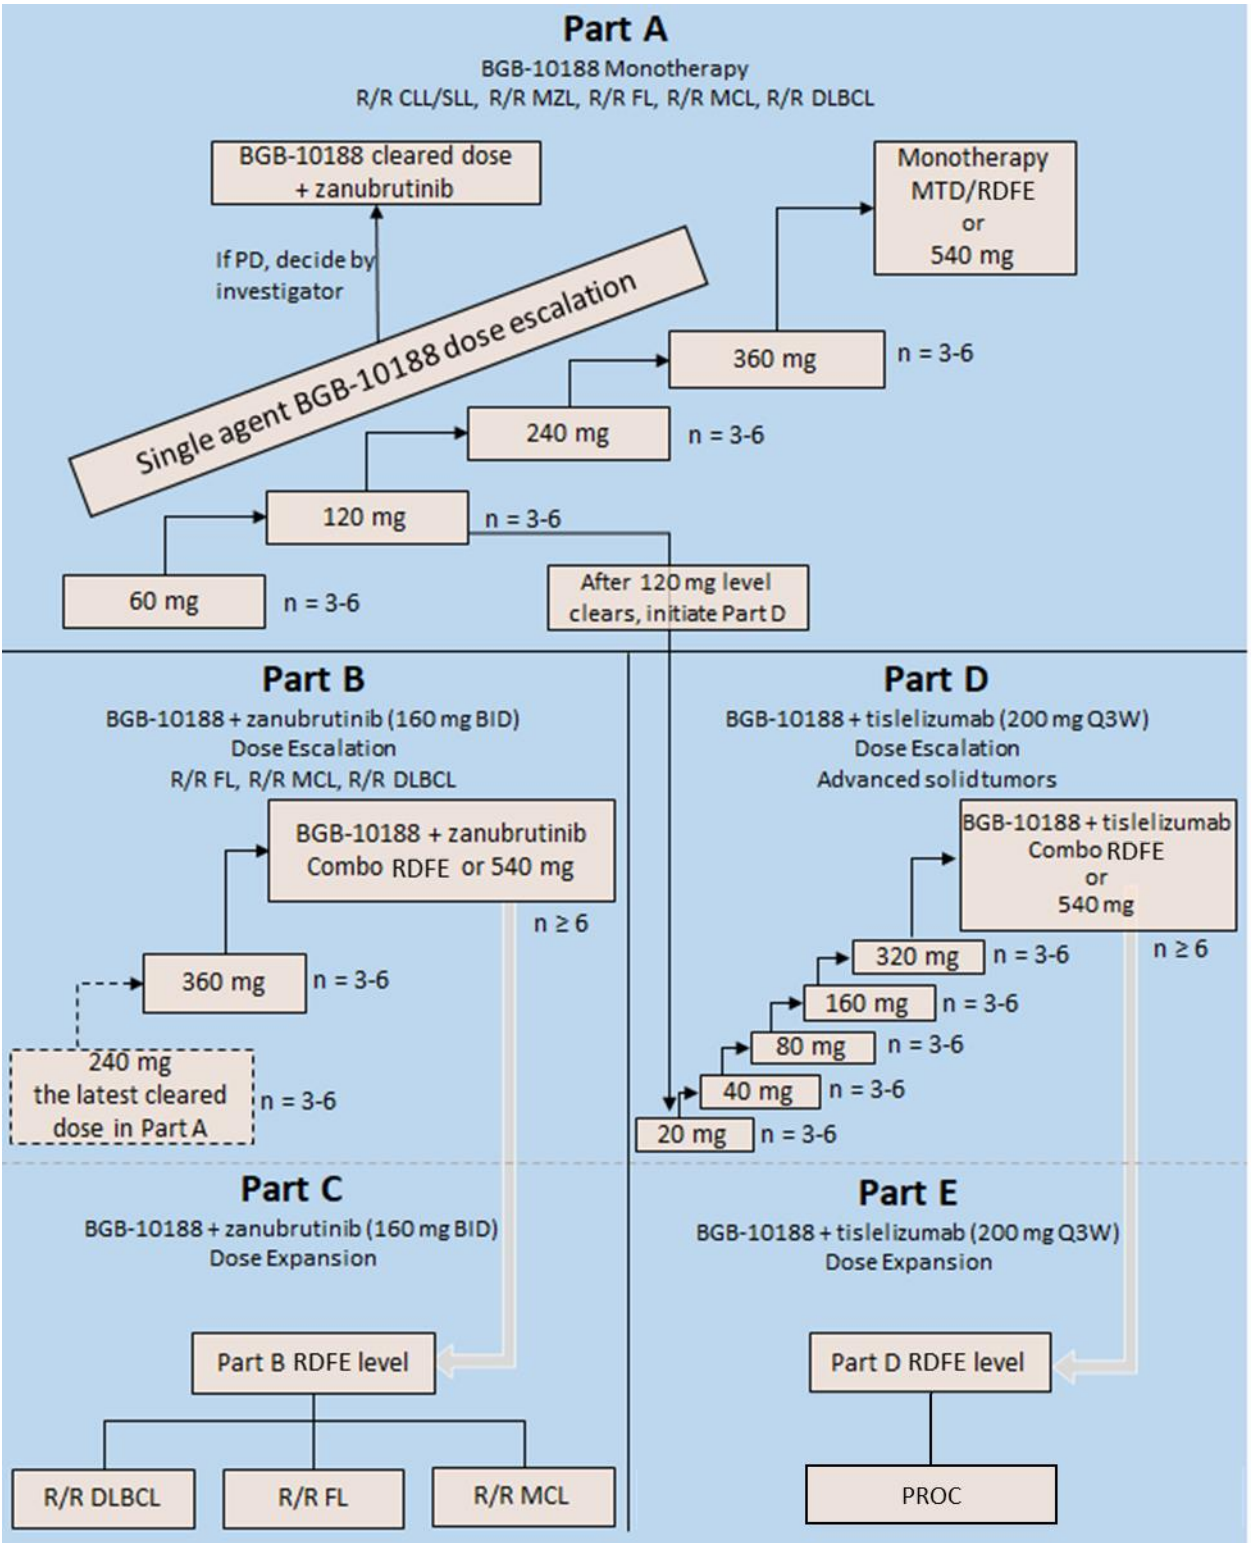 Part A
BGB-10188 Monotherapy
R/R CLL/SLL, R/R MZL, R/R FL, R/R MCL, R/R DLBCL
BGB-10188 cleared dose
+ zanubrutinib
Monotherapy
MTD/RDFE
or
540 mg
If PD, decide by
investigator
Single agent BGB-10188 dose escalation
360 mg
n = 3-6
240 mg
n = 3-6
120 mg
n = 3-6
60 mg
n = 3-6
After 120 mg level
clears, initiate Part D
Part B
BGB-10188 + zanubrutinib (160 mg BID)
Dose Escalation
R/R FL, R/R MCL, R/R DLBCL
BGB-10188 + zanubrutinib
Combo RDFE or 540 mg
n ≥ 6
360 mg
n = 3-6
240 mg
the latest cleared
dose in Part A
n = 3-6
Part D
BGB-10188 + tislelizumab (200 mg Q3W)
Dose Escalation
Advanced solid tumors
BGB-10188 + tislelizumab
Combo RDFE
or
540 mg
n ≥ 6
320 mg
n = 3-6
160 mg
n = 3-6
80 mg
n = 3-6
40 mg
n = 3-6
20 mg
n = 3-6
Part C
BGB-10188 + zanubrutinib (160 mg BID)
Dose Expansion
Part B RDFE level
R/R DLBCL
R/R FL
R/R MCL
Part E
BGB-10188 + tislelizumab (200 mg Q3W)
Dose Expansion
Part D RDFE level
PROC